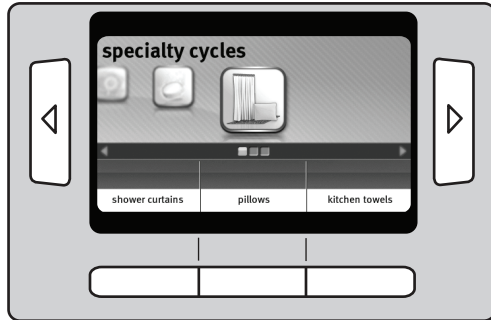 specialty cycles
shower curtains
pillows
kitchen towels